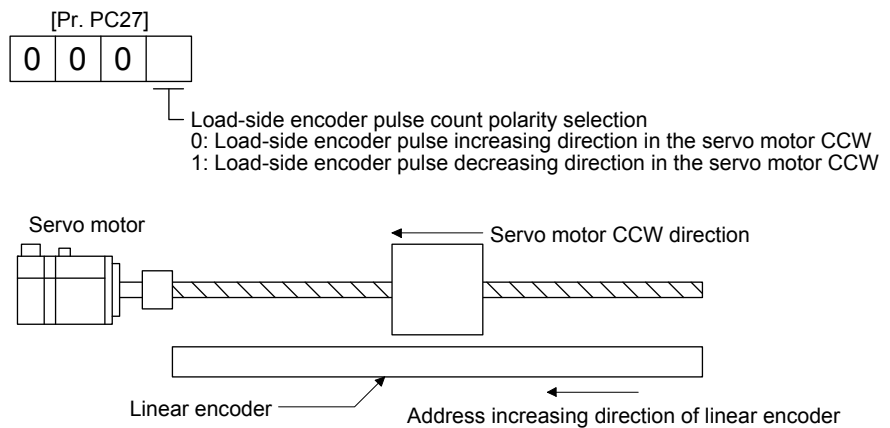 [Pr. PC27]
0 0 0
Load-side encoder pulse count polarity selection
0: Load-side encoder pulse increasing direction in the servo motor CCW
1: Load-side encoder pulse decreasing direction in the servo motor CCW
Servo motor
Servo motor CCW direction
Linear encoder
Address increasing direction of linear encoder